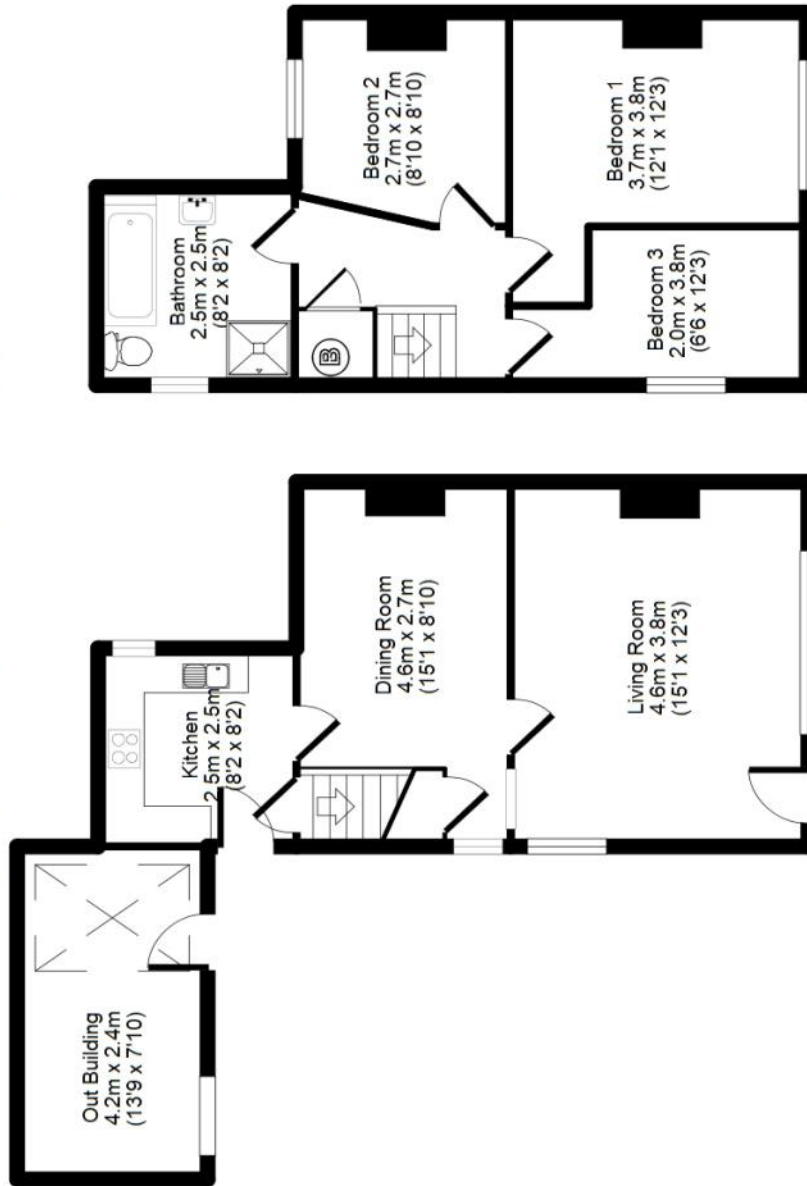 Bedroom 2
2.7m x 2.7m
(8'10 x 8'10)
Bedroom 1
3.7m x 3.8m
(12'1 x 12'3)
Bathroom
2.5m x 2.5m
(8'2 x 8'2)
B
Bedroom 3
2.0m x 3.8m
(6'6 x 12'3)
Dining Room
4.6m x 2.7m
(15'1 x 8'10)
Living Room
4.6m x 3.8m
(15'1 x 12'3)
Kitchen
2.5m x 2.5m
(8'2 x 8'2)
Out Building
4.2m x 2.4m
(13'9 x 7'10)